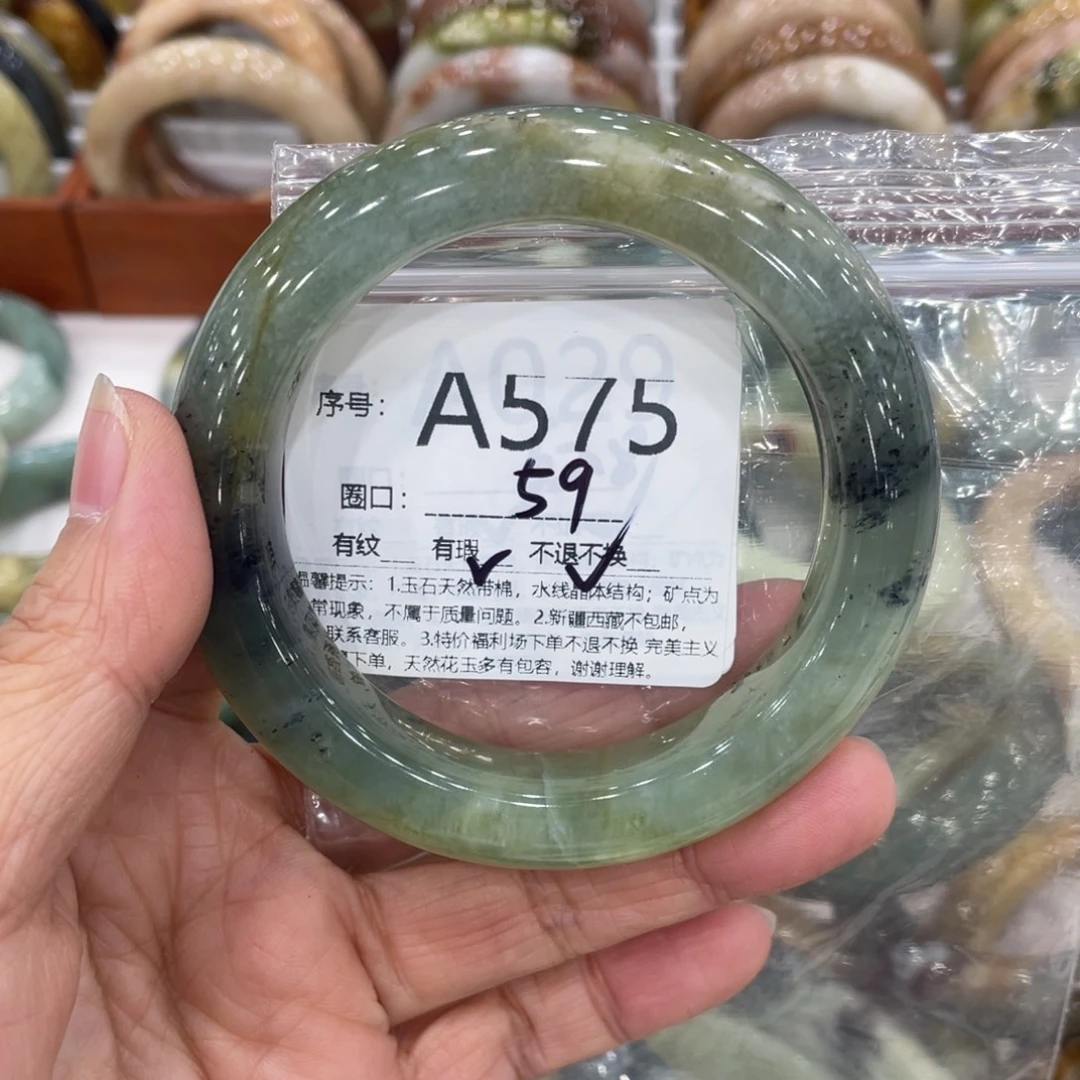 序号：A575
圈口：59
有纹 有瑕✓ 不退不换✓
温馨提示：1.玉石天然带棉，水线晶体结构；矿点为
常现象，不属于质量问题。2.新疆西藏不包邮，
联系客服。3.特价福利场下单不退不换 完美主义
下单，天然花玉多有包容，谢谢理解。